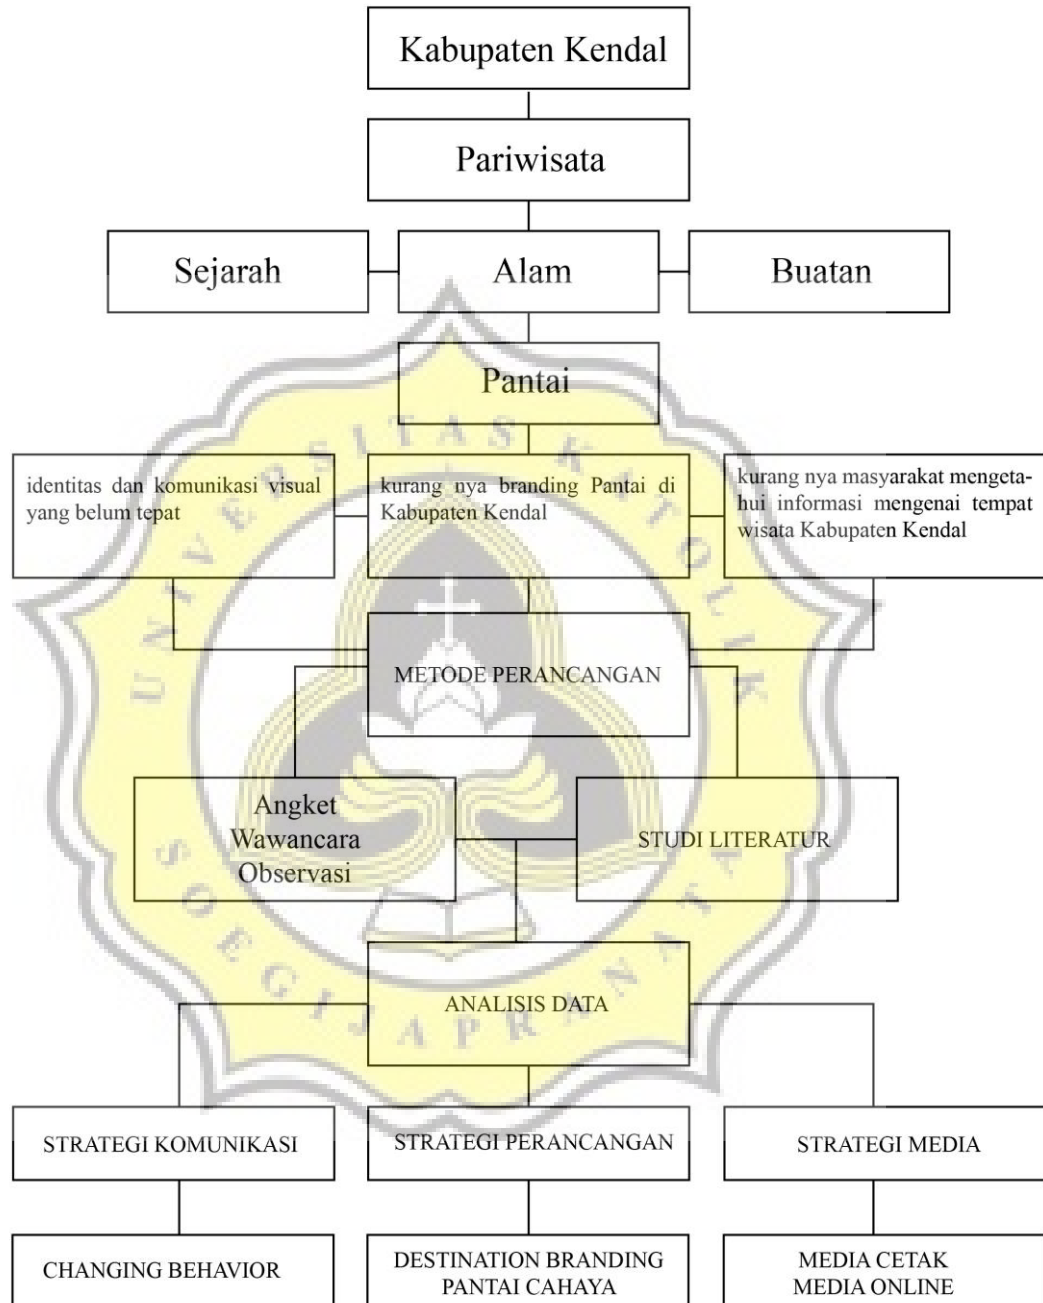 Kabupaten Kendal
Pariwisata
Sejarah
Alam
Buatan
Pantai
identitas dan komunikasi visual
yang belum tepat
kurang nya branding Pantai di
Kabupaten Kendal
kurang nya masyarakat mengeta-
hui informasi mengenai tempat
wisata Kabupaten Kendal
METODE PERANCANGAN
Angket
Wawancara
Observasi
STUDI LITERATUR
ANALISIS DATA
STRATEGI KOMUNIKASI
STRATEGI PERANCANGAN
STRATEGI MEDIA
CHANGING BEHAVIOR
DESTINATION BRANDING
PANTAI CAHAYA
MEDIA CETAK
MEDIA ONLINE
UNIVERSITAS KATOLIK
SOEGIJAPRANATA